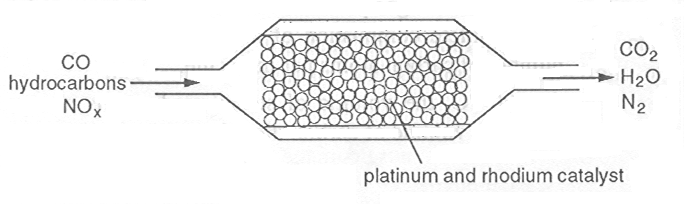 CO
hydrocarbons
NOx
CO2
H2O
N2
platinum and rhodium catalyst